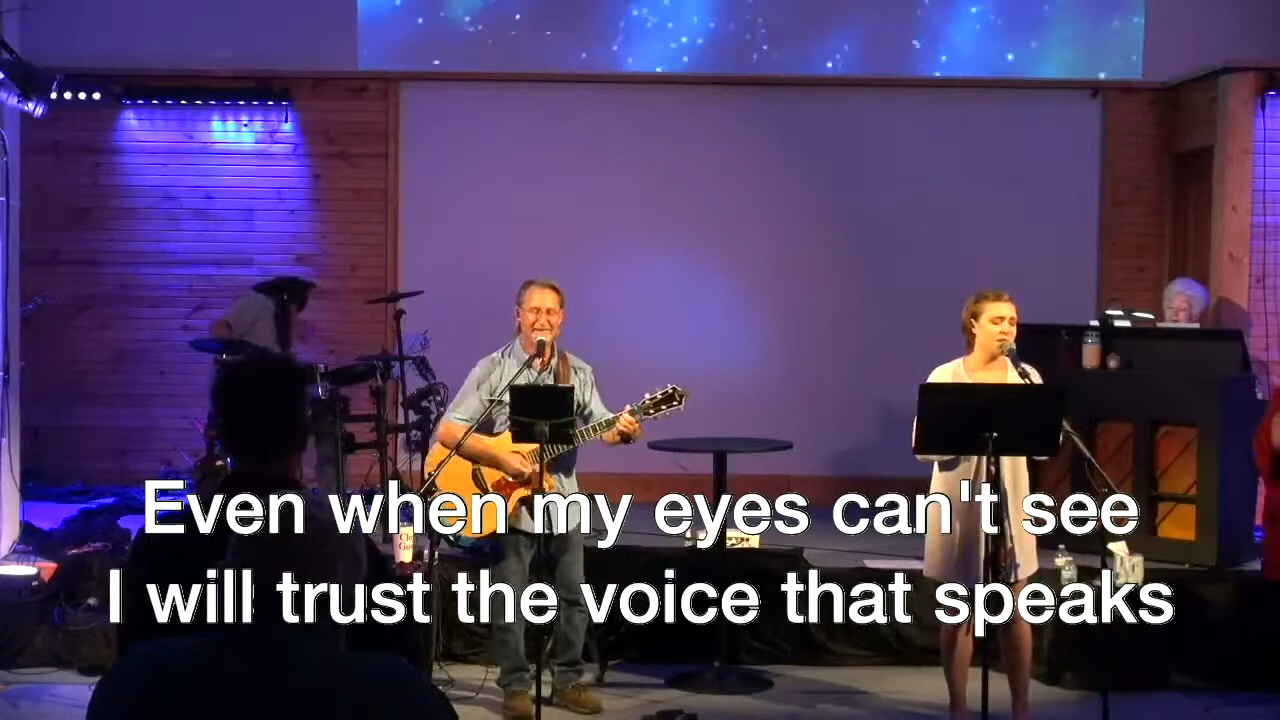 Even when my eyes can't see
I will trust the voice that speaks